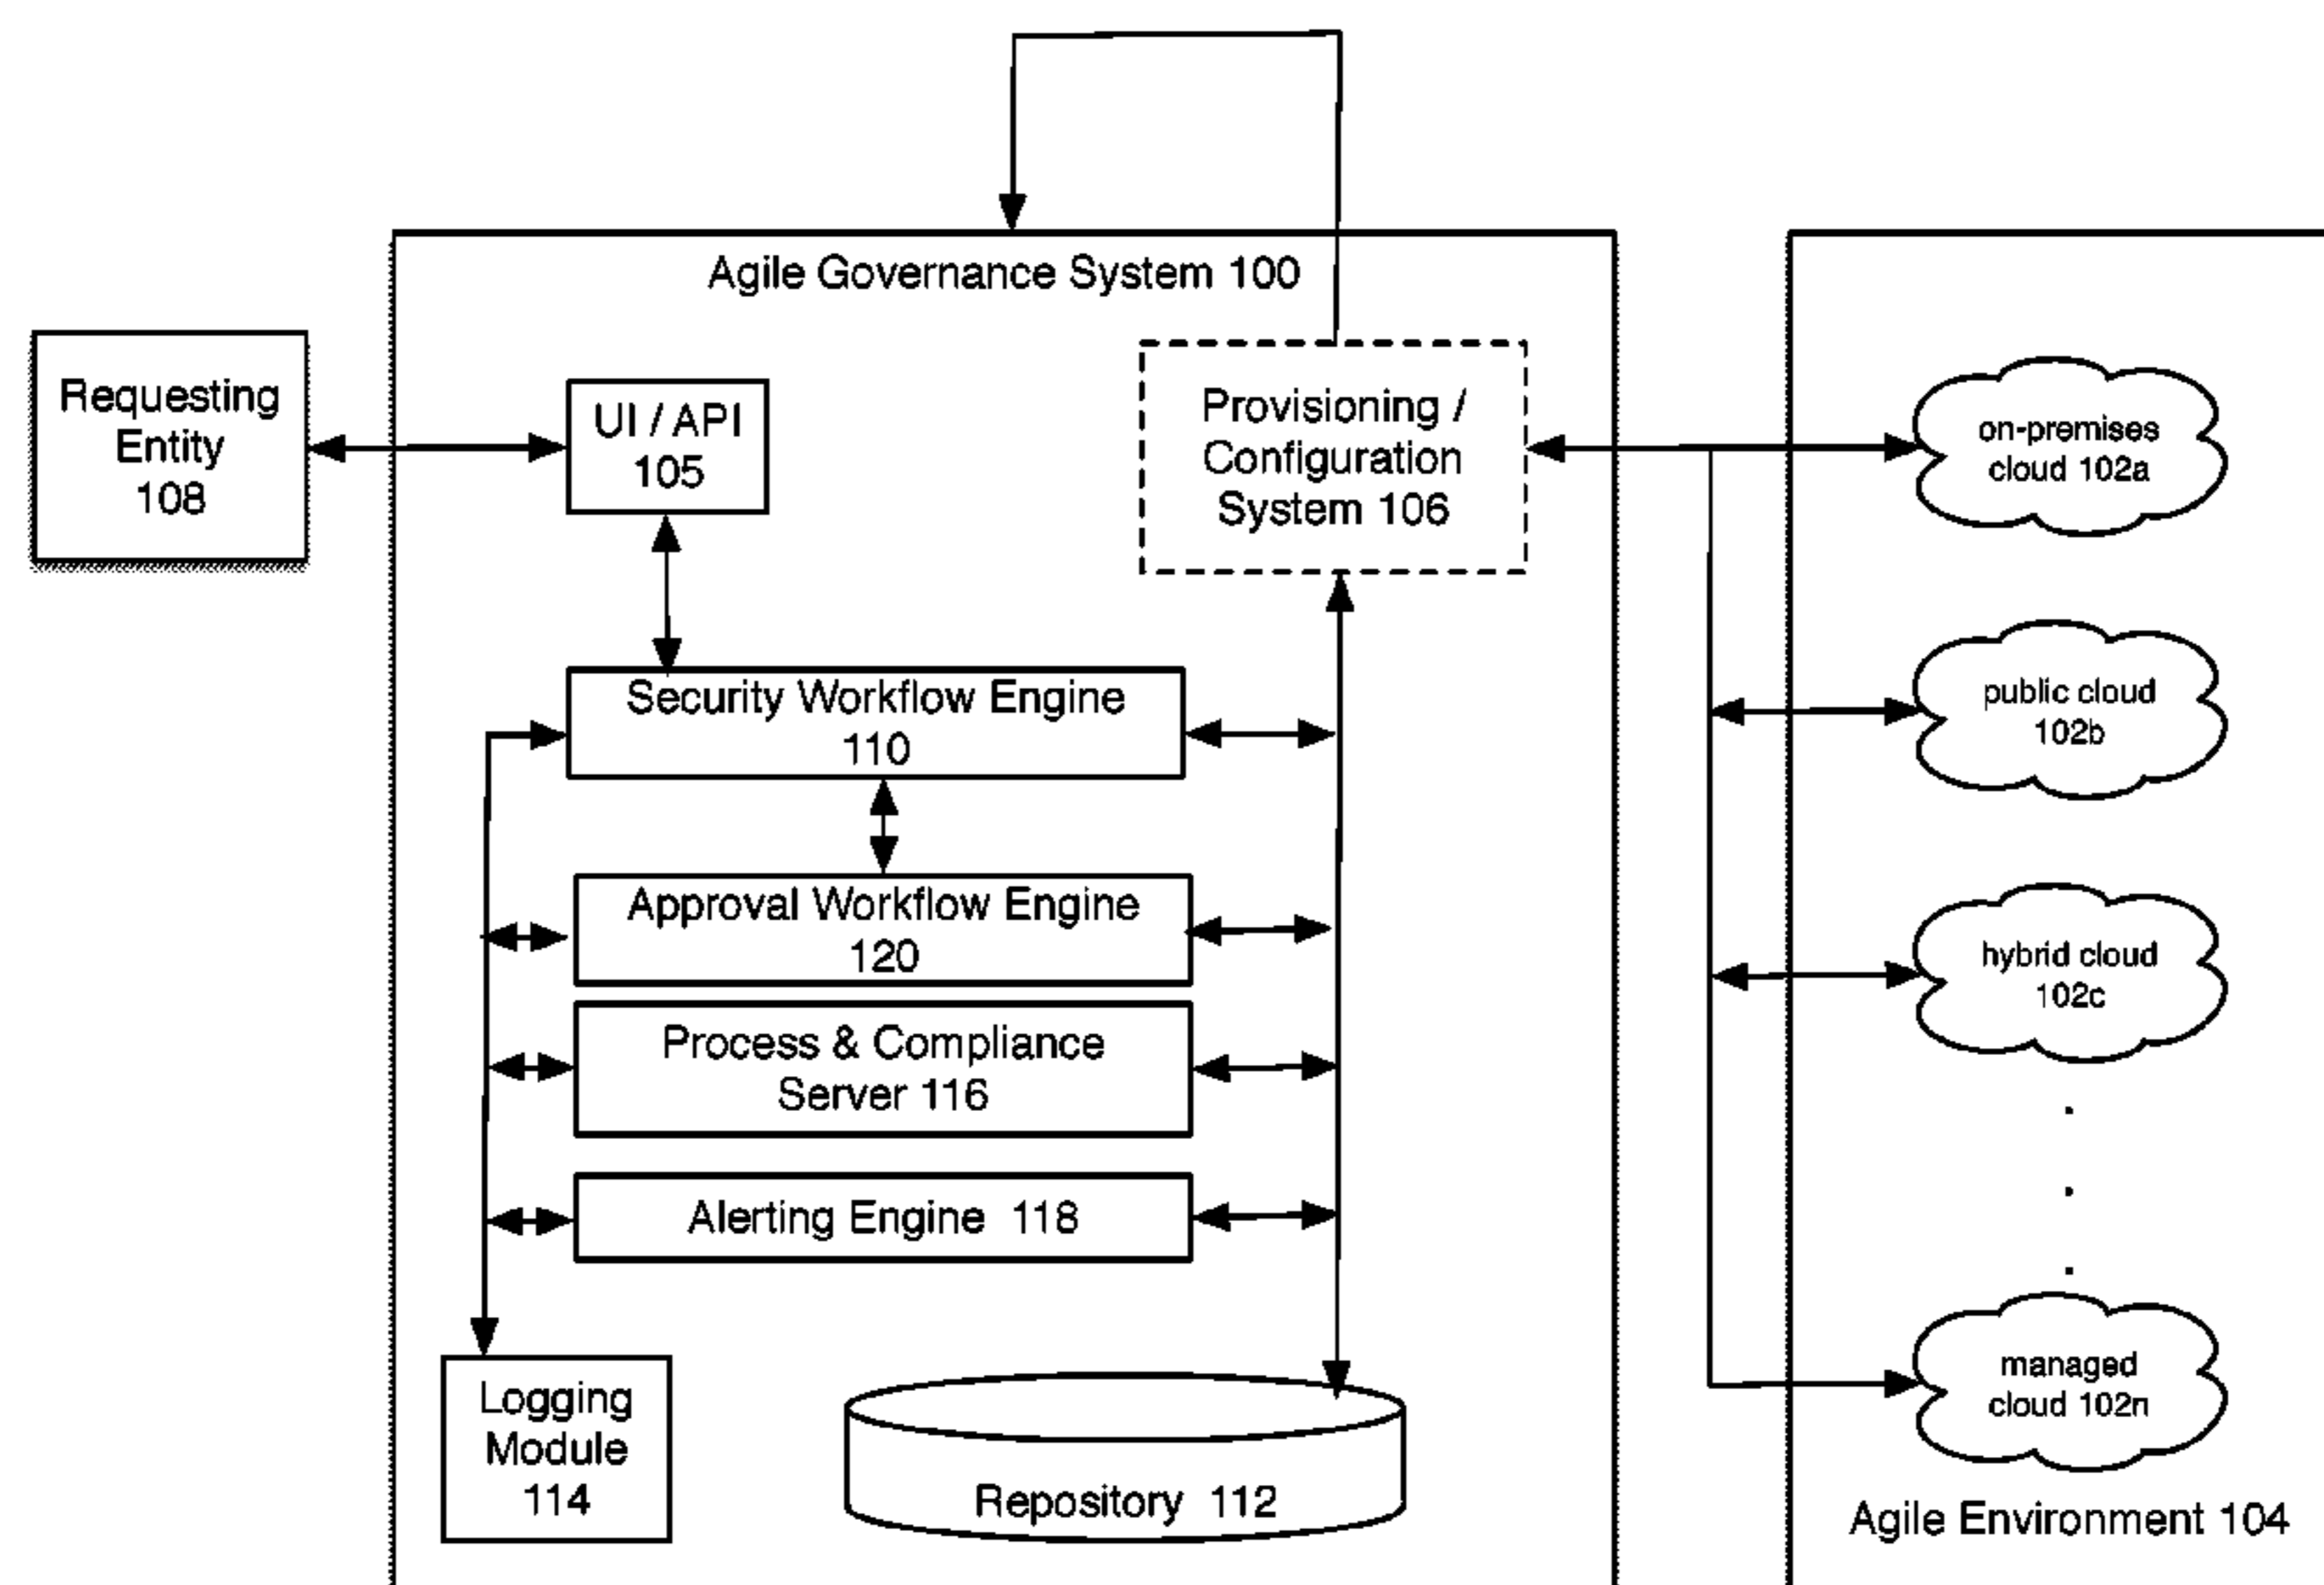 Agile Governance System 100
Requesting
Entity
108
UI / API
105
Provisioning /
Configuration
System 106
Security Workflow Engine
110
Approval Workflow Engine
120
Process & Compliance
Server 116
Alerting Engine 118
Logging
Module
114
Repository 112
on-premises
cloud 102a
public cloud
102b
hybrid cloud
102c
managed
cloud 102n
Agile Environment 104